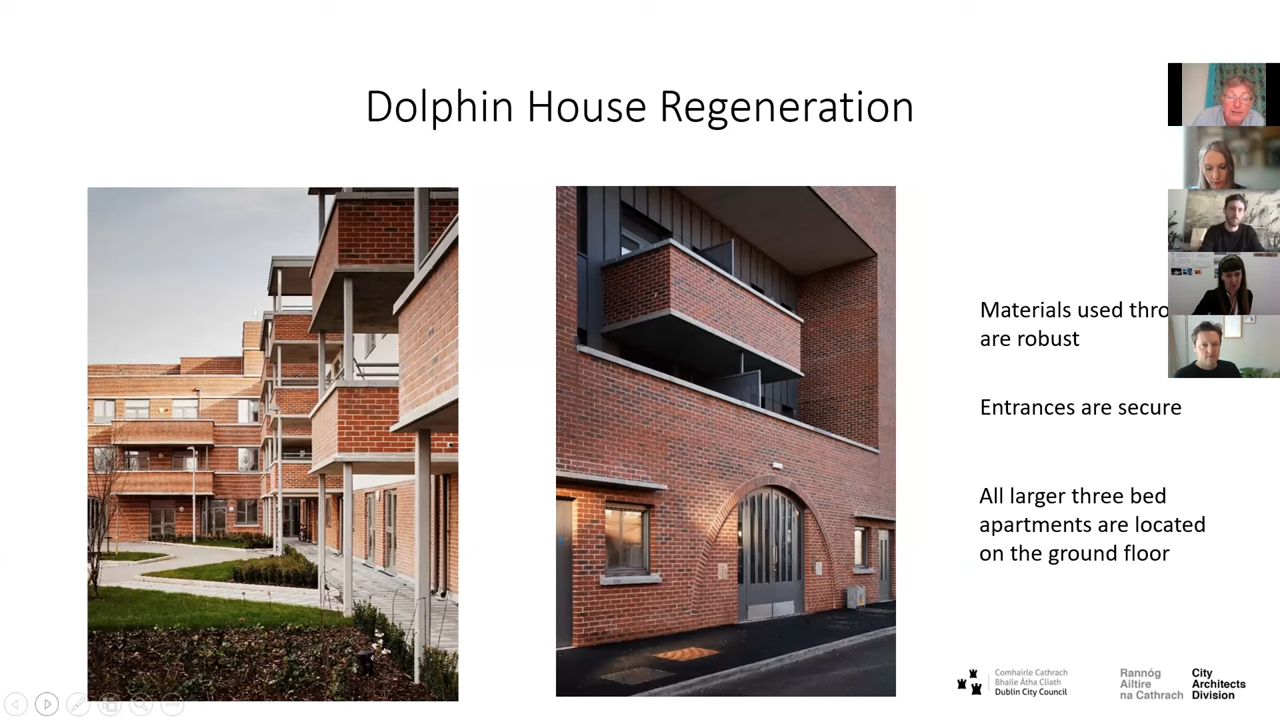 Dolphin House Regeneration
Materials used thro
are robust
Entrances are secure
All larger three bed
apartments are located
on the ground floor
Comhairle Cathrach
Bhaile Átha Cliath
Dublin City Council
Rannóg
Ailtire
na Cathrach
City
Architects
Division